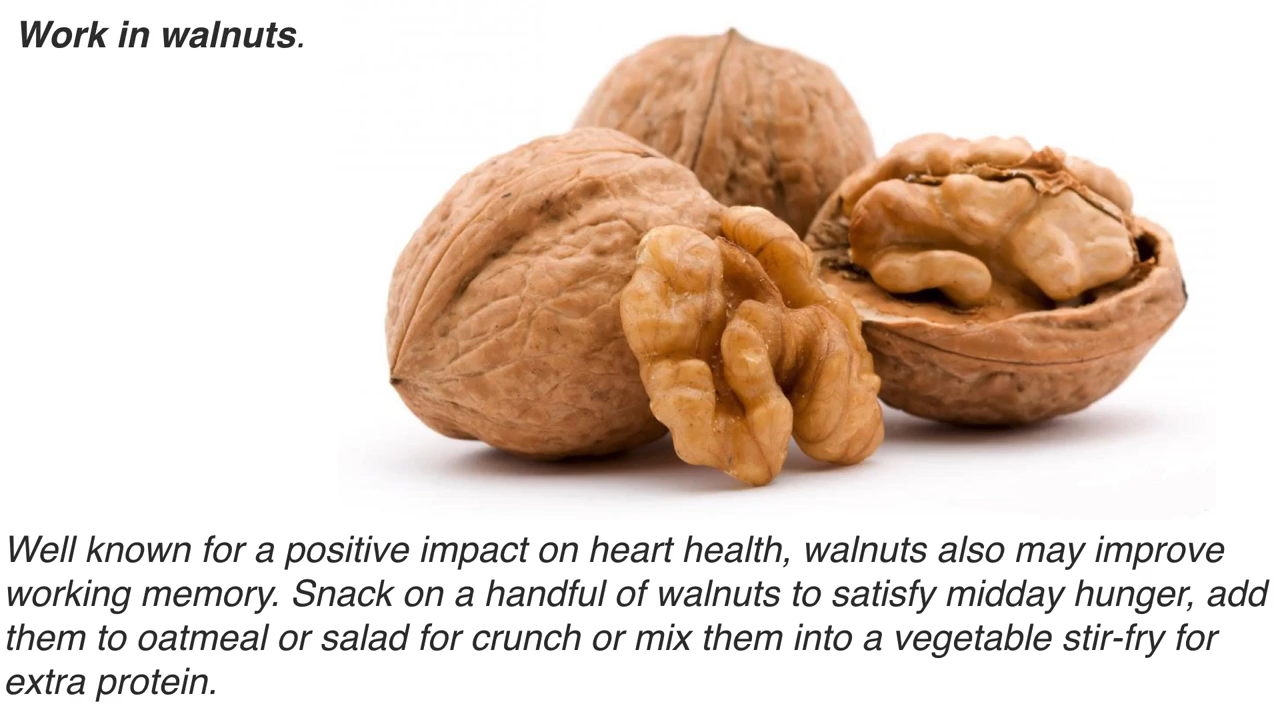 Work in walnuts.
Well known for a positive impact on heart health, walnuts also may improve
working memory. Snack on a handful of walnuts to satisfy midday hunger, add
them to oatmeal or salad for crunch or mix them into a vegetable stir-fry for
extra protein.